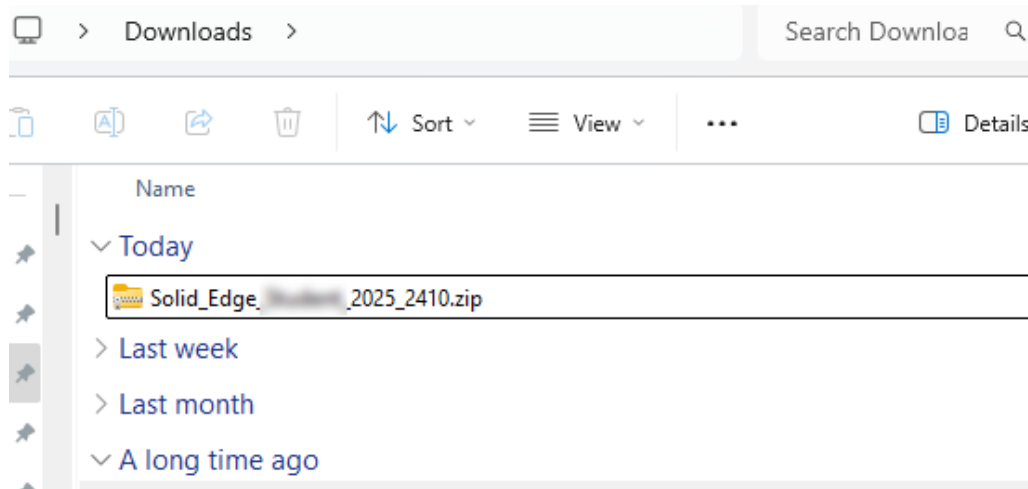 Downloads
Search Downloa
Sort
View
Details
Name
Today
Solid_Edge_ _2025_2410.zip
Last week
Last month
A long time ago